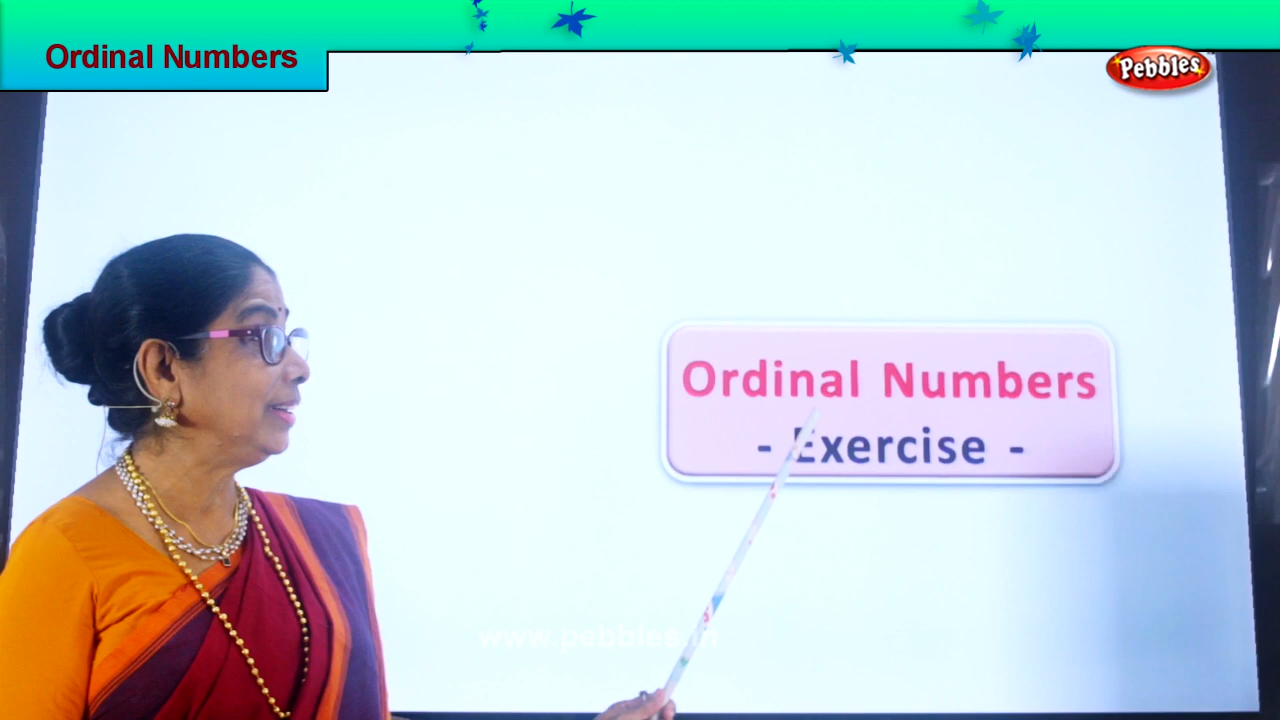 Ordinal Numbers
Pebbles
Ordinal Numbers
- Exercise -
www.pebbles.in